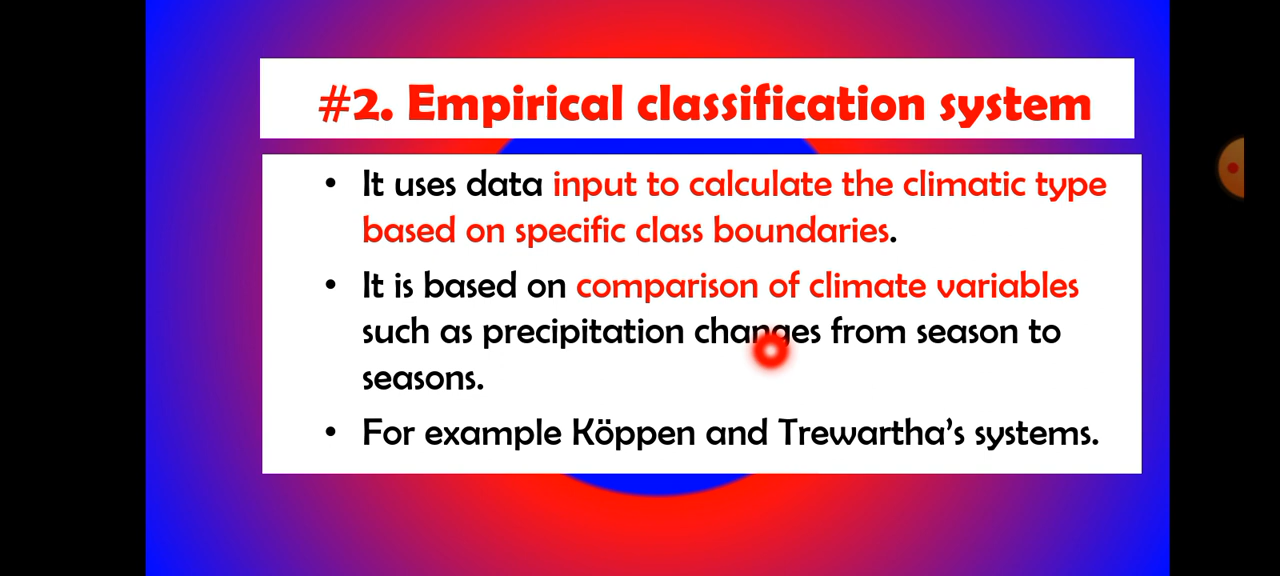 #2. Empirical classification system
• It uses data input to calculate the climatic type
based on specific class boundaries.
• It is based on comparison of climate variables
such as precipitation changes from season to
seasons.
• For example Köppen and Trewartha’s systems.